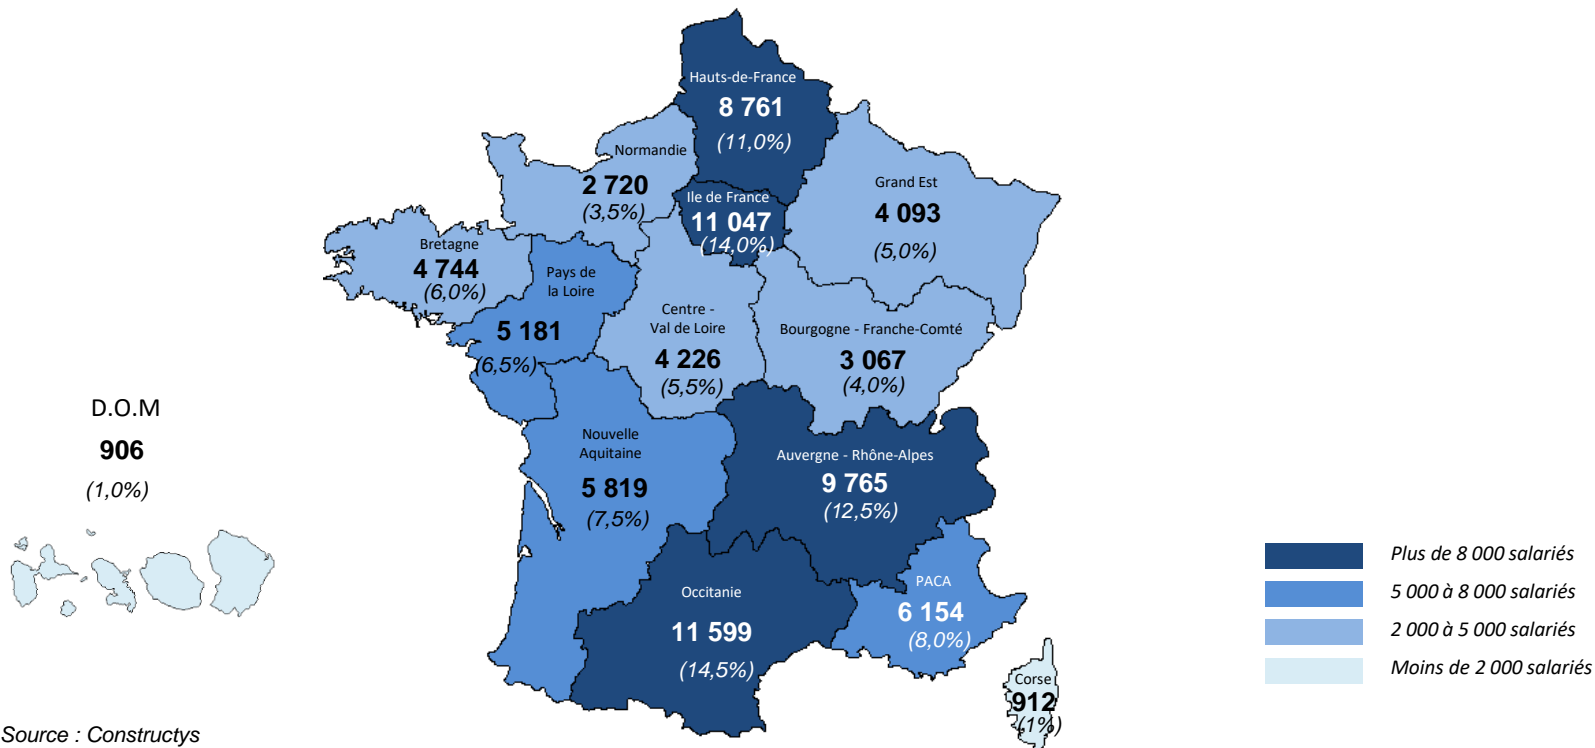 Hauts-de-France
8 761
(11,0%)
Normandie
2 720
(3,5%)
Ile de France
11 047
(14,0%)
Grand Est
4 093
(5,0%)
Bretagne
4 744
(6,0%)
Pays de
la Loire
5 181
(6,5%)
Centre -
Val de Loire
4 226
(5,5%)
Bourgogne - Franche-Comté
3 067
(4,0%)
D.O.M
906
(1,0%)
Nouvelle
Aquitaine
5 819
(7,5%)
Auvergne - Rhône-Alpes
9 765
(12,5%)
Occitanie
11 599
(14,5%)
PACA
6 154
(8,0%)
Corse
912
(1%)
Plus de 8 000 salariés
5 000 à 8 000 salariés
2 000 à 5 000 salariés
Moins de 2 000 salariés
Source : Constructys